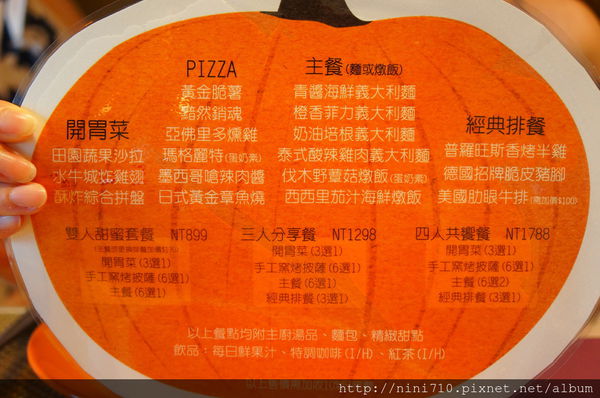 開胃菜
田園蔬果沙拉
水牛城炸雞翅
酥炸綜合拼盤
PIZZA
黃金脆薯
黯然銷魂
亞佛里多燻雞
瑪格麗特(蛋奶素)
墨西哥嗆辣肉醬
日式黃金章魚燒
主餐(麵或燉飯)
青醬海鮮義大利麵
橙香菲力義大利麵
奶油培根義大利麵
泰式酸辣雞肉義大利麵
伐木野蕈菇燉飯(蛋奶素)
西西里茄汁海鮮燉飯
經典排餐
普羅旺斯香烤半雞
德國招牌脆皮豬腳
美國肋眼牛排(需加價$100)
雙人甜蜜套餐 NT899
開胃菜(3選1)
手工窯烤披薩(6選1)
主餐(6選1)
三人分享餐 NT1298
開胃菜(3選1)
手工窯烤披薩(6選1)
主餐(6選1)
經典排餐(3選1)
四人共饗餐 NT1788
開胃菜(3選1)
手工窯烤披薩(6選1)
主餐(6選2)
經典排餐(3選1)
以上餐點均附主廚湯品、麵包、精緻甜點
飲品：每日鮮果汁、特調咖啡(I/H)、紅茶(I/H)
http://nini710.pixnet.net/album